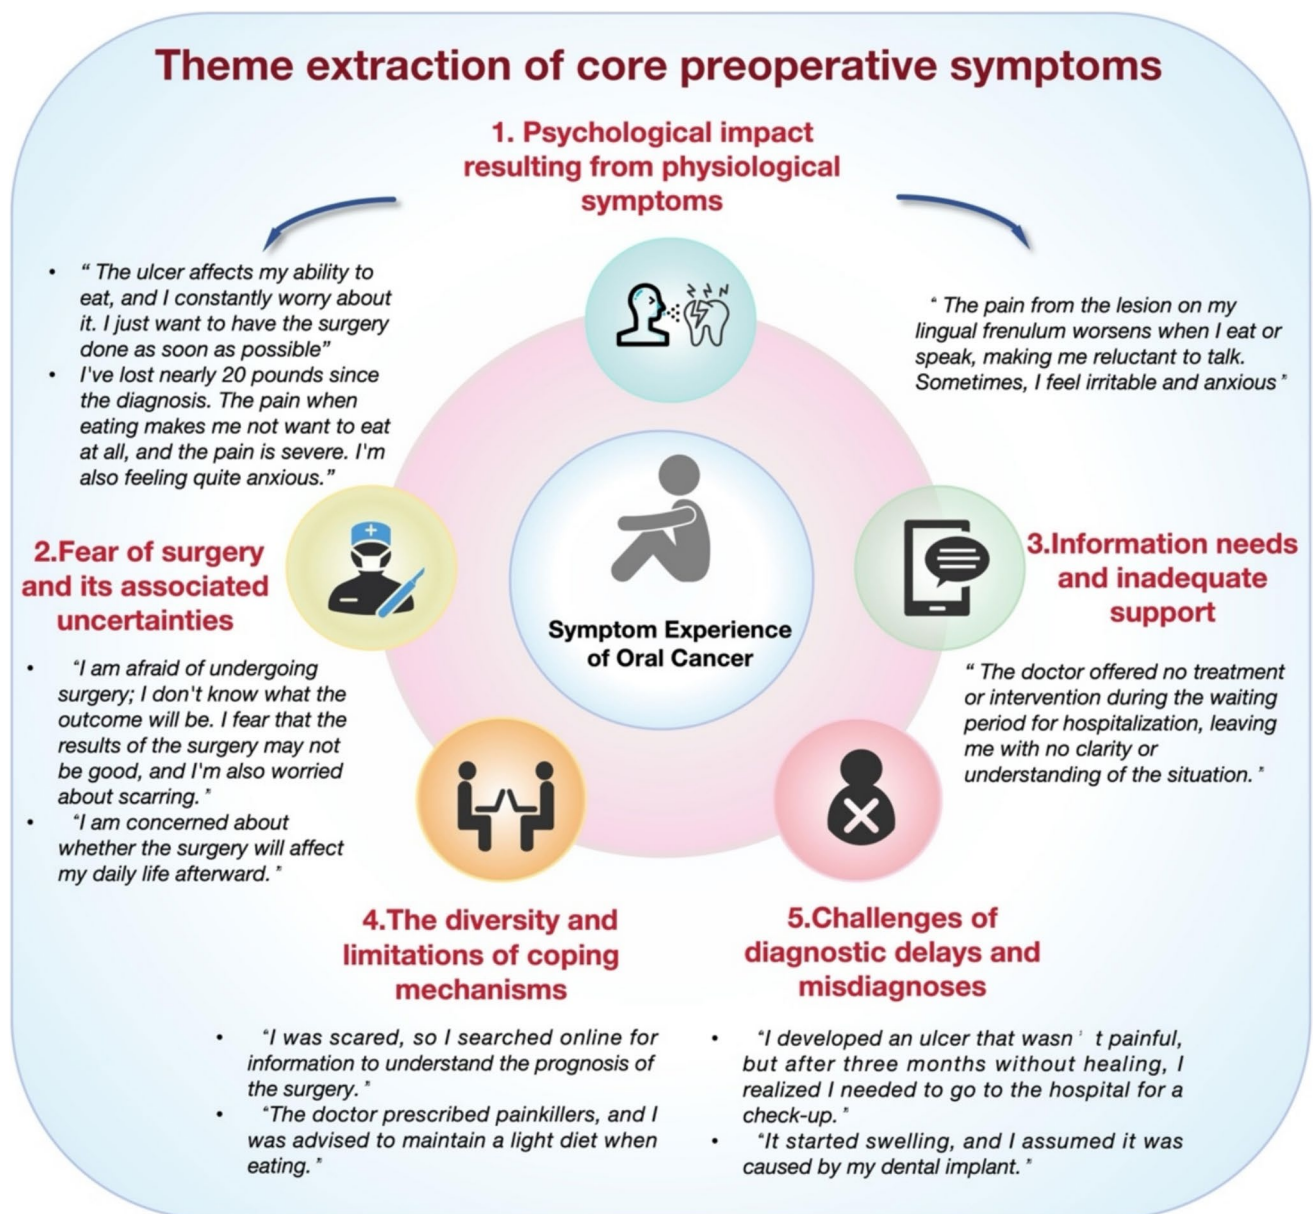 Theme extraction of core preoperative symptoms
1. Psychological impact
resulting from physiological
symptoms
• “ The ulcer affects my ability to
eat, and I constantly worry about
it. I just want to have the surgery
done as soon as possible”
• I've lost nearly 20 pounds since
the diagnosis. The pain when
eating makes me not want to eat
at all, and the pain is severe. I'm
also feeling quite anxious.”
“ The pain from the lesion on my
lingual frenulum worsens when I eat or
speak, making me reluctant to talk.
Sometimes, I feel irritable and anxious ”
Symptom Experience
of Oral Cancer
2.Fear of surgery
and its associated
uncertainties
• “I am afraid of undergoing
surgery; I don't know what the
outcome will be. I fear that the
results of the surgery may not
be good, and I'm also worried
about scarring. ”
• “I am concerned about
whether the surgery will affect
my daily life afterward. ”
3.Information needs
and inadequate
support
“ The doctor offered no treatment
or intervention during the waiting
period for hospitalization, leaving
me with no clarity or
understanding of the situation. ”
4.The diversity and
limitations of coping
mechanisms
• “I was scared, so I searched online for
information to understand the prognosis of
the surgery. ”
• “The doctor prescribed painkillers, and I
was advised to maintain a light diet when
eating. ”
5.Challenges of
diagnostic delays and
misdiagnoses
• “I developed an ulcer that wasn ’ t painful,
but after three months without healing, I
realized I needed to go to the hospital for a
check-up. ”
• “It started swelling, and I assumed it was
caused by my dental implant. ”